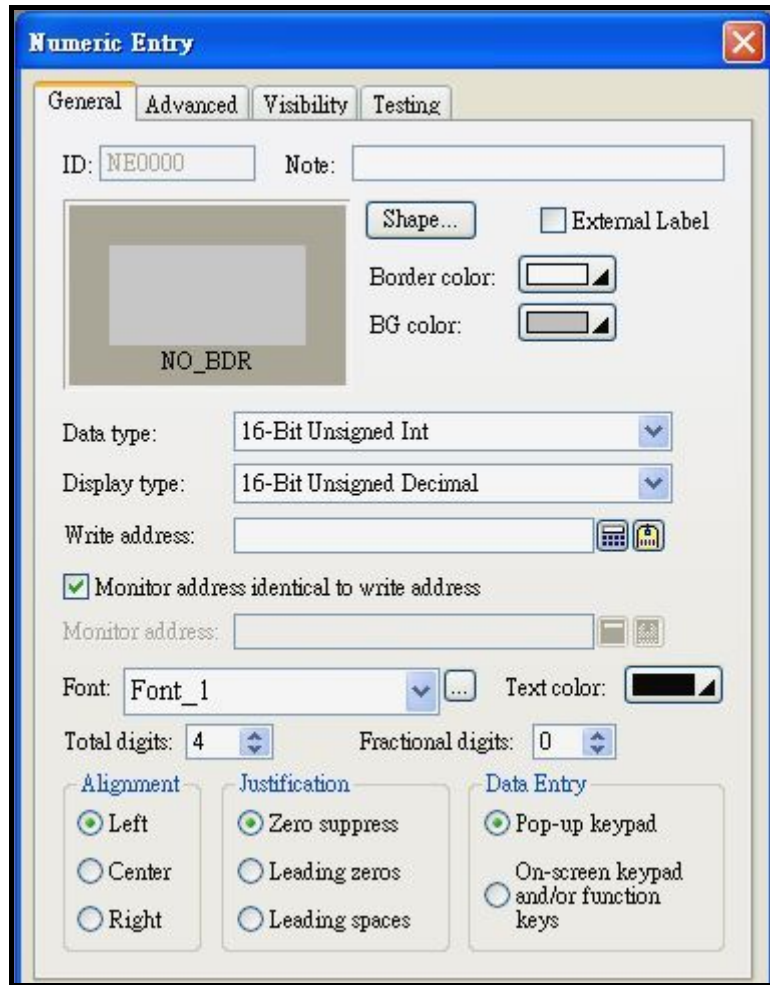 Numeric Entry
General Advanced Visibility Testing
ID: NE0000 Note:
Shape... External Label
Border color:
BG color:
NO_BDR
Data type: 16-Bit Unsigned Int
Display type: 16-Bit Unsigned Decimal
Write address:
Monitor address identical to write address
Monitor address:
Font: Font_1 ... Text color:
Total digits: 4 Fractional digits: 0
Alignment Justification Data Entry
Left Zero suppress Pop-up keypad
Center Leading zeros On-screen keypad
and/or function
Right Leading spaces keys